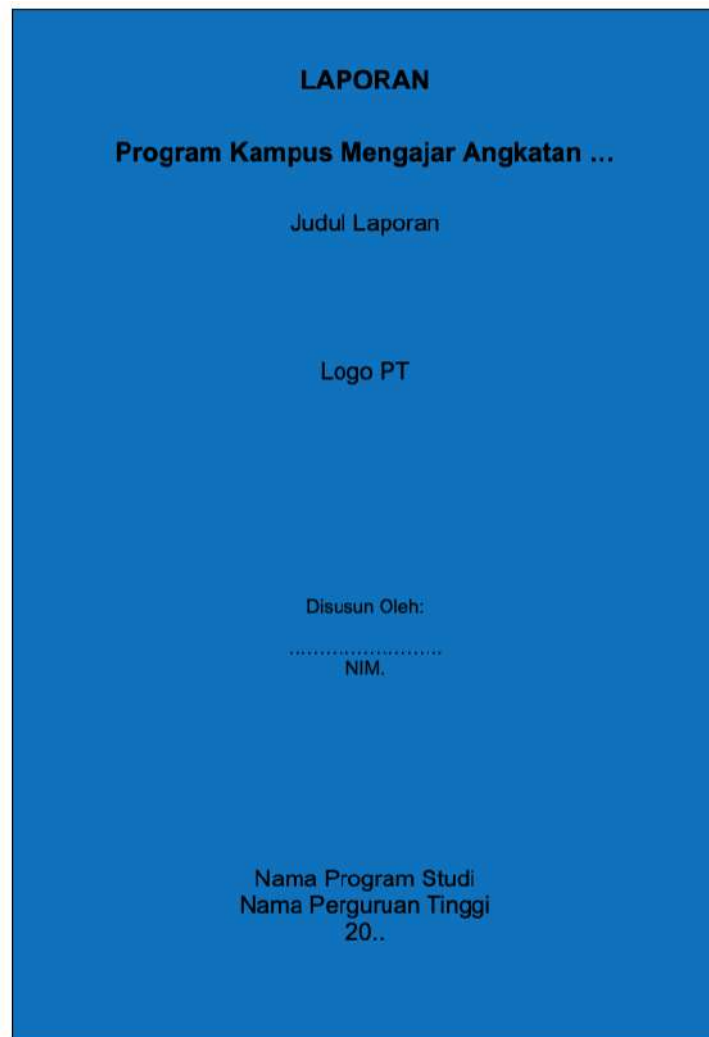 LAPORAN
Program Kampus Mengajar Angkatan ...
Judul Laporan
Logo PT
Disusun Oleh:
..........................
NIM.
Nama Program Studi
Nama Perguruan Tinggi
20..